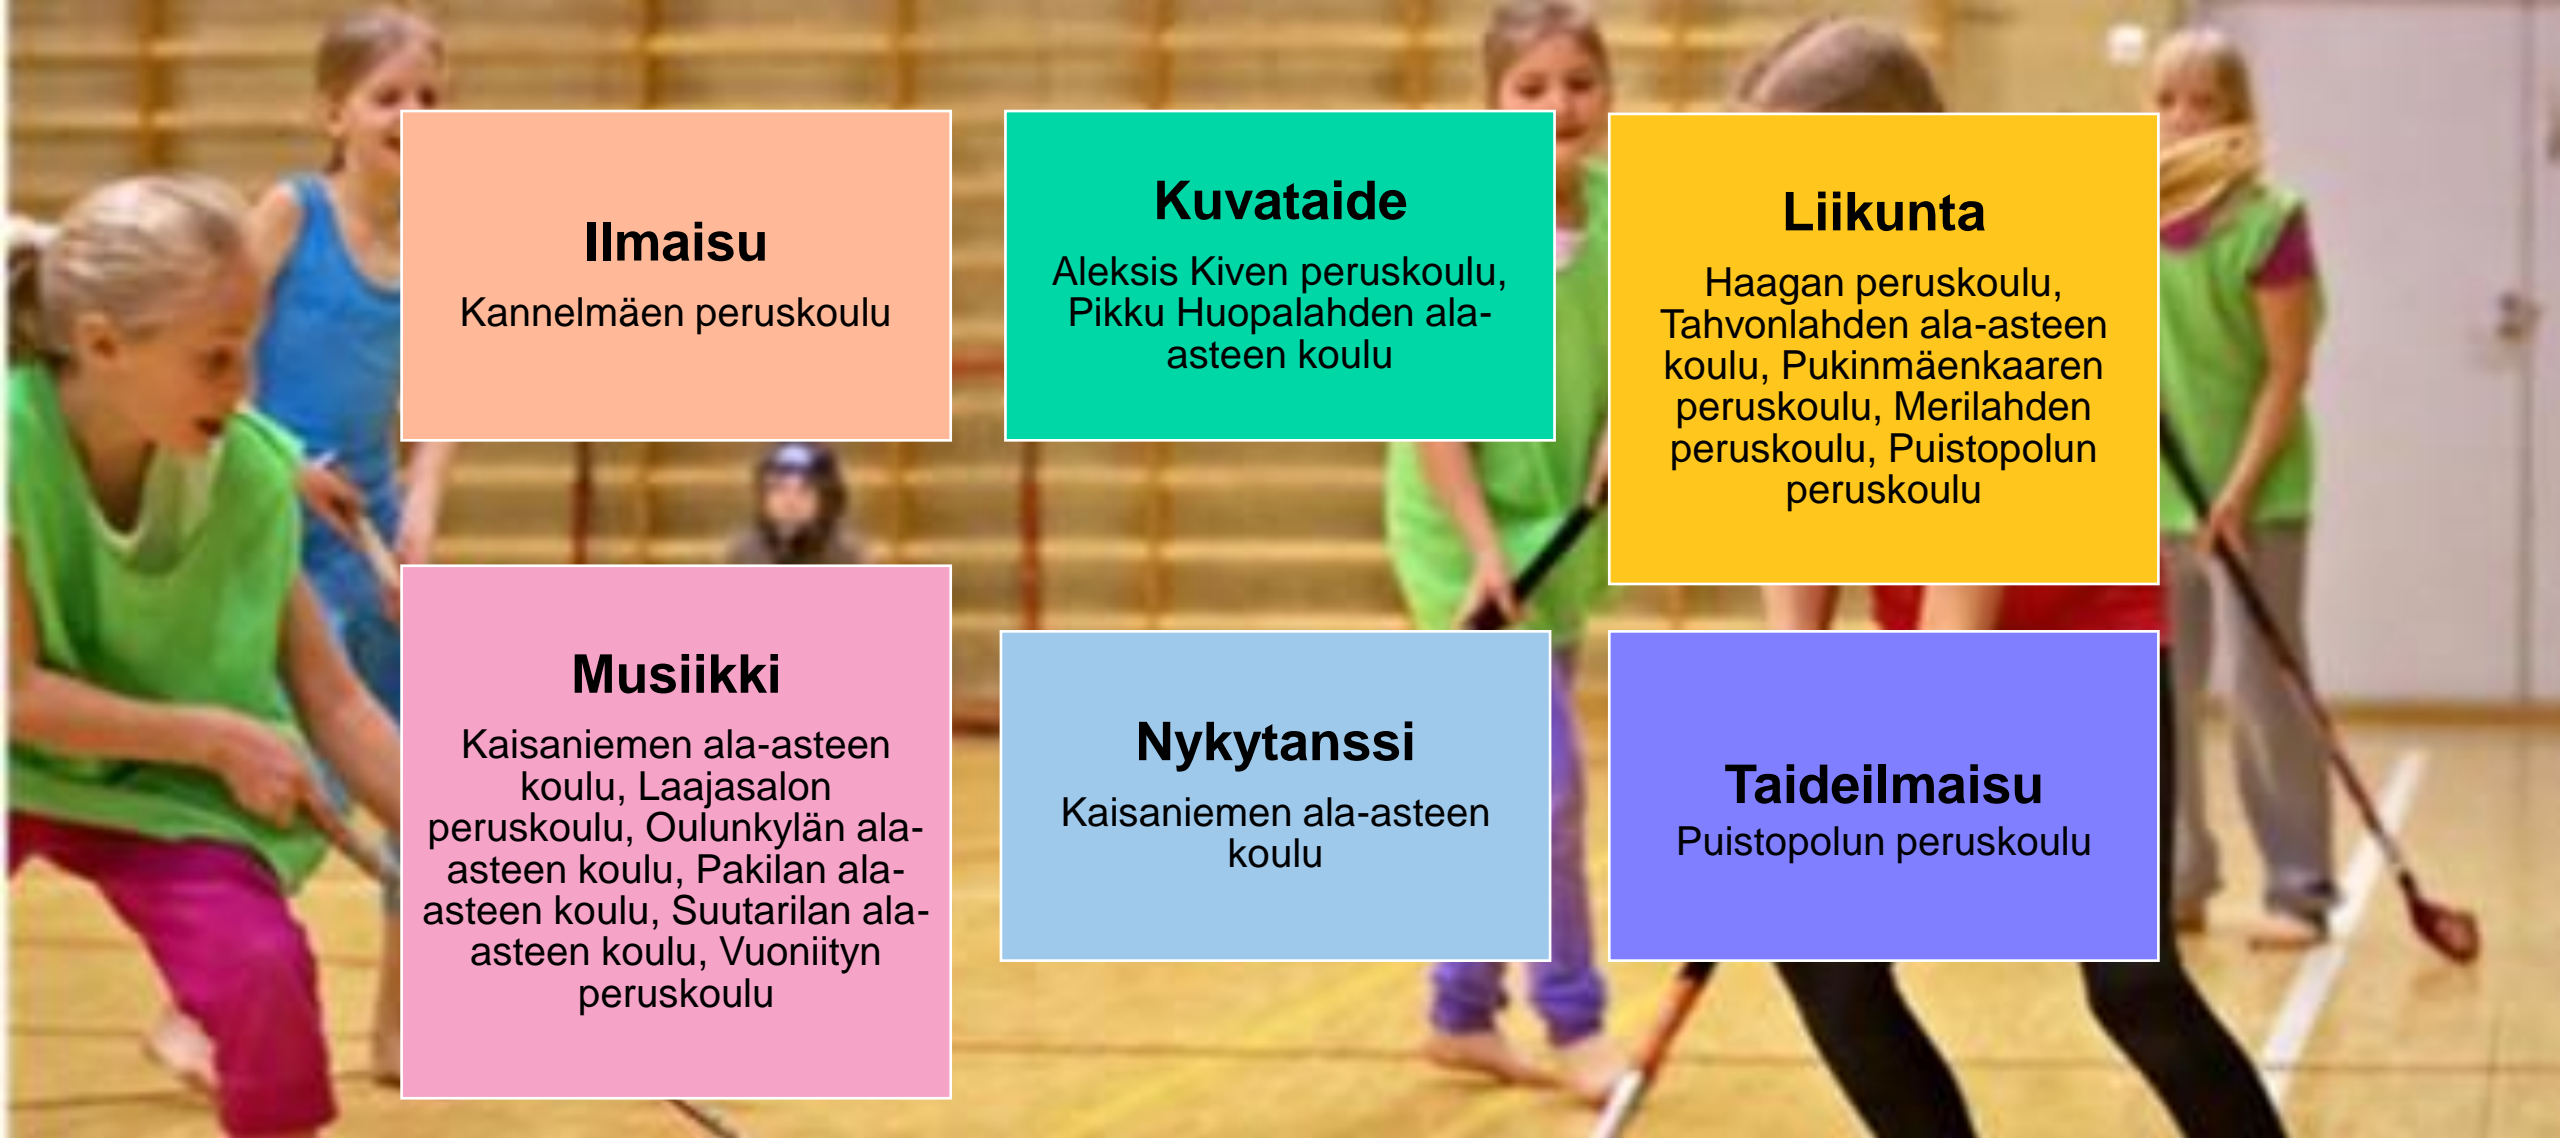 Ilmaisu
Kannelmäen peruskoulu
Kuvataide
Aleksis Kiven peruskoulu,
Pikku Huopalahden ala-
asteen koulu
Liikunta
Haagan peruskoulu,
Tahvonlahden ala-asteen
koulu, Pukinmäenkaaren
peruskoulu, Merilahden
peruskoulu, Puistopolun
peruskoulu
Musiikki
Kaisaniemen ala-asteen
koulu, Laajasalon
peruskoulu, Oulunkylän ala-
asteen koulu, Pakilan ala-
asteen koulu, Suutarilan ala-
asteen koulu, Vuoniityn
peruskoulu
Nykytanssi
Kaisaniemen ala-asteen
koulu
Taideilmaisu
Puistopolun peruskoulu